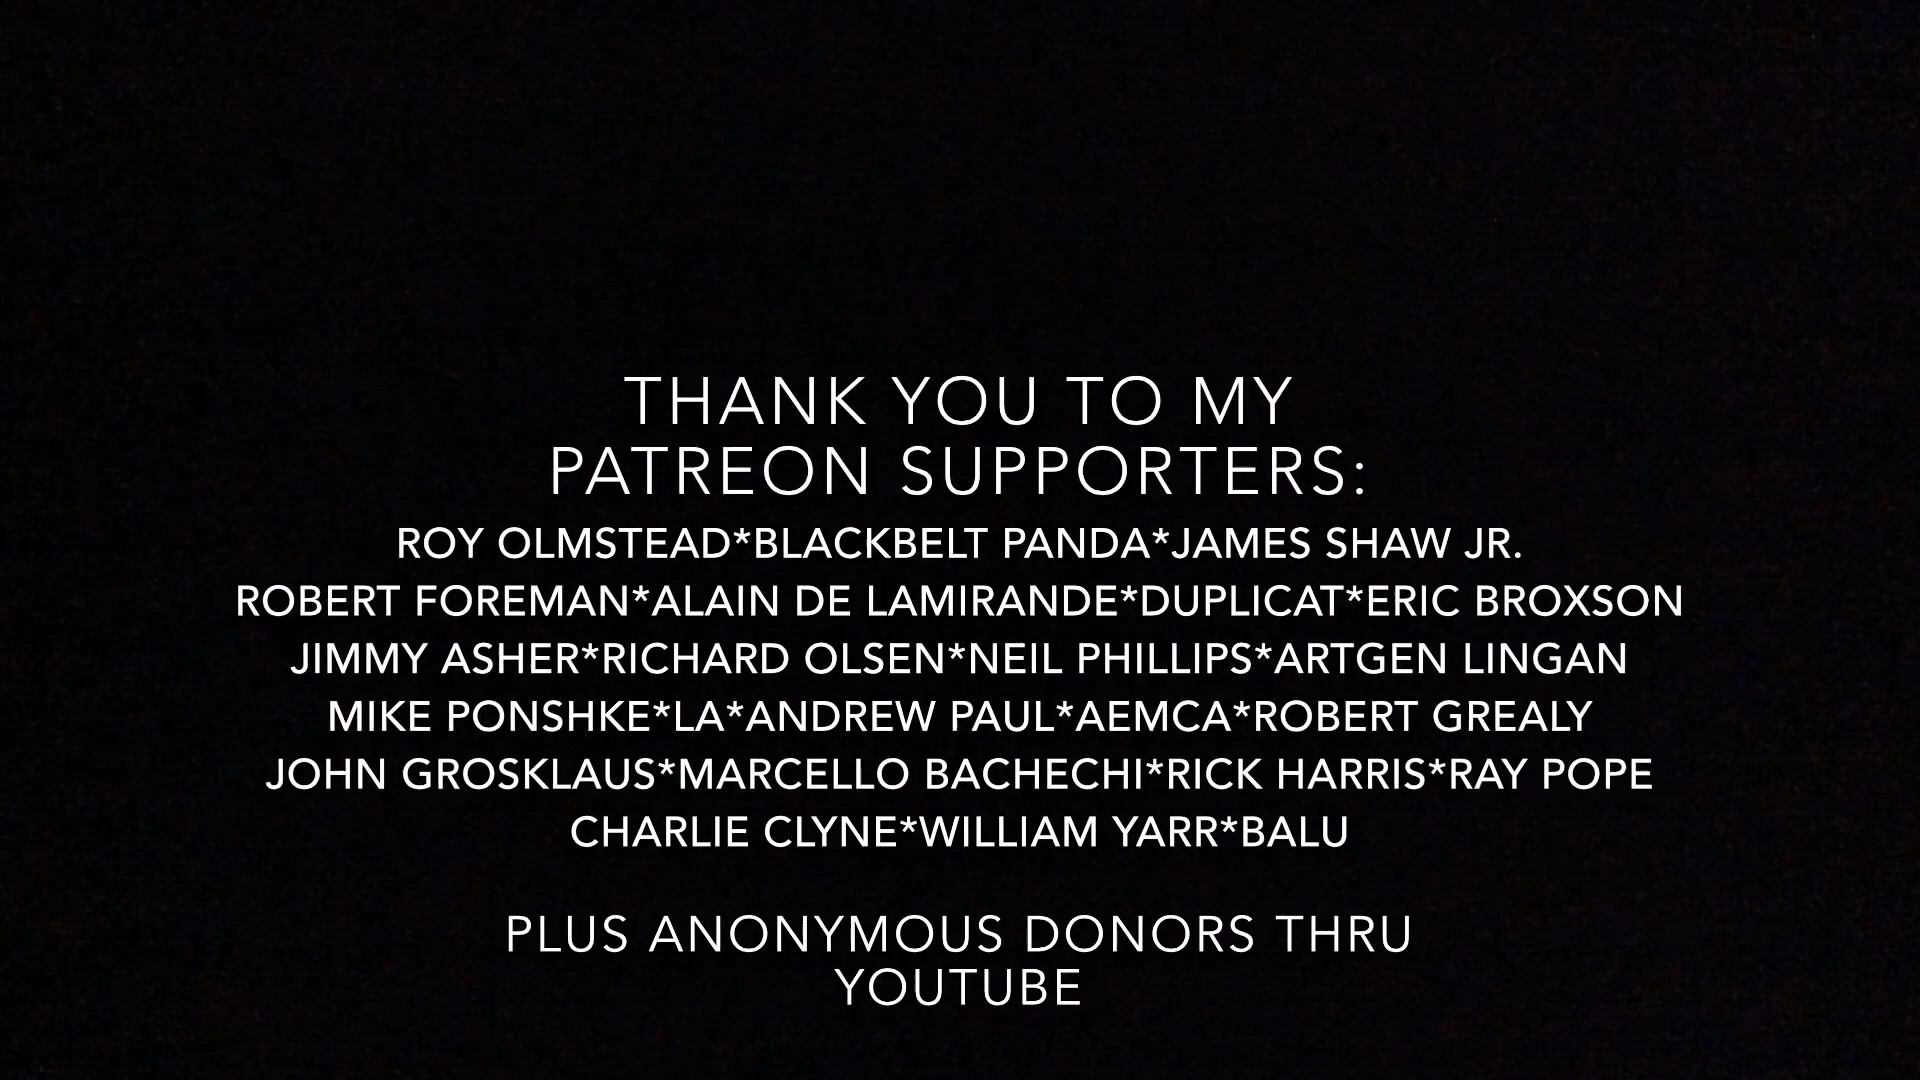 THANK YOU TO MY
PATREON SUPPORTERS:
ROY OLMSTEAD*BLACKBELT PANDA*JAMES SHAW JR.
ROBERT FOREMAN*ALAIN DE LAMIRANDE*DUPLICAT*ERIC BROXSON
JIMMY ASHER*RICHARD OLSEN*NEIL PHILLIPS*ARTGEN LINGAN
MIKE PONSHKE*LA*ANDREW PAUL*AEMCA*ROBERT GREALY
JOHN GROSKLAUS*MARCELLO BACHECHI*RICK HARRIS*RAY POPE
CHARLIE CLYNE*WILLIAM YARR*BALU
PLUS ANONYMOUS DONORS THRU
YOUTUBE